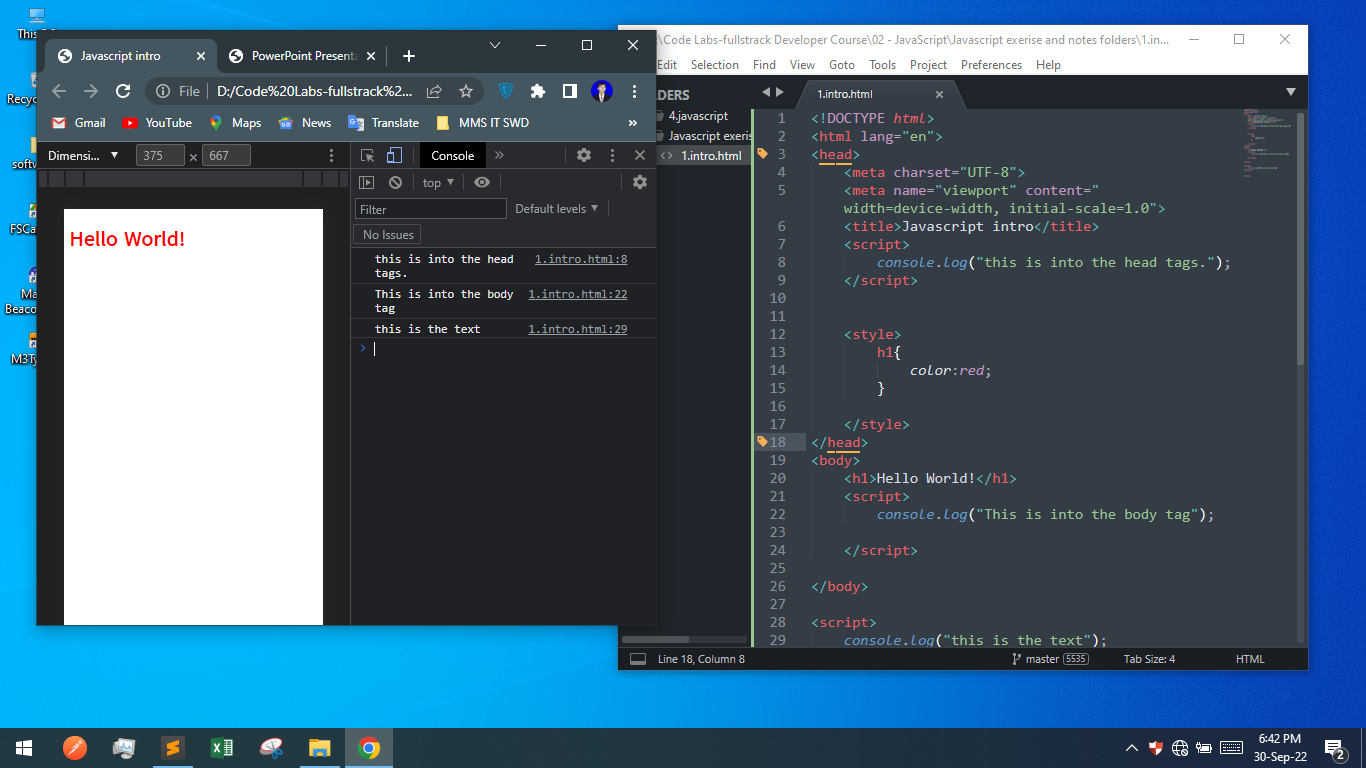 This
Recyc
softw
FSCa
Ma
Beaco
M3Ty
Javascript intro
PowerPoint Presenta
File
D:/Code%20Labs-fullstrack%2...
Gmail
YouTube
Maps
News
Translate
MMS IT SWD
»
Dimensi...
375 × 667
Console
»
top
Filter
Default levels
No Issues
this is into the head tags.
1.intro.html:8
This is into the body tag
1.intro.html:22
this is the text
1.intro.html:29
\Code Labs-fullstrack Developer Course\02 - JavaScript\Javascript exerise and notes folders\1.in...
Edit Selection Find View Goto Tools Project Preferences Help
DERS
4.javascript
Javascript exeris
1.intro.html
1.intro.html
1 <!DOCTYPE html>
2 <html lang="en">
3 <head>
4 <meta charset="UTF-8">
5 <meta name="viewport" content="
width=device-width, initial-scale=1.0">
6 <title>Javascript intro</title>
7 <script>
8 console.log("this is into the head tags.");
9 </script>
10
11
12 <style>
13 h1{
14 color:red;
15 }
16
17 </style>
18 </head>
19 <body>
20 <h1>Hello World!</h1>
21 <script>
22 console.log("This is into the body tag");
23
24 </script>
25
26 </body>
27
28 <script>
29 console.log("this is the text");
Hello World!
Line 18, Column 8
master 5535
Tab Size: 4
HTML
6:42 PM
30-Sep-22
2